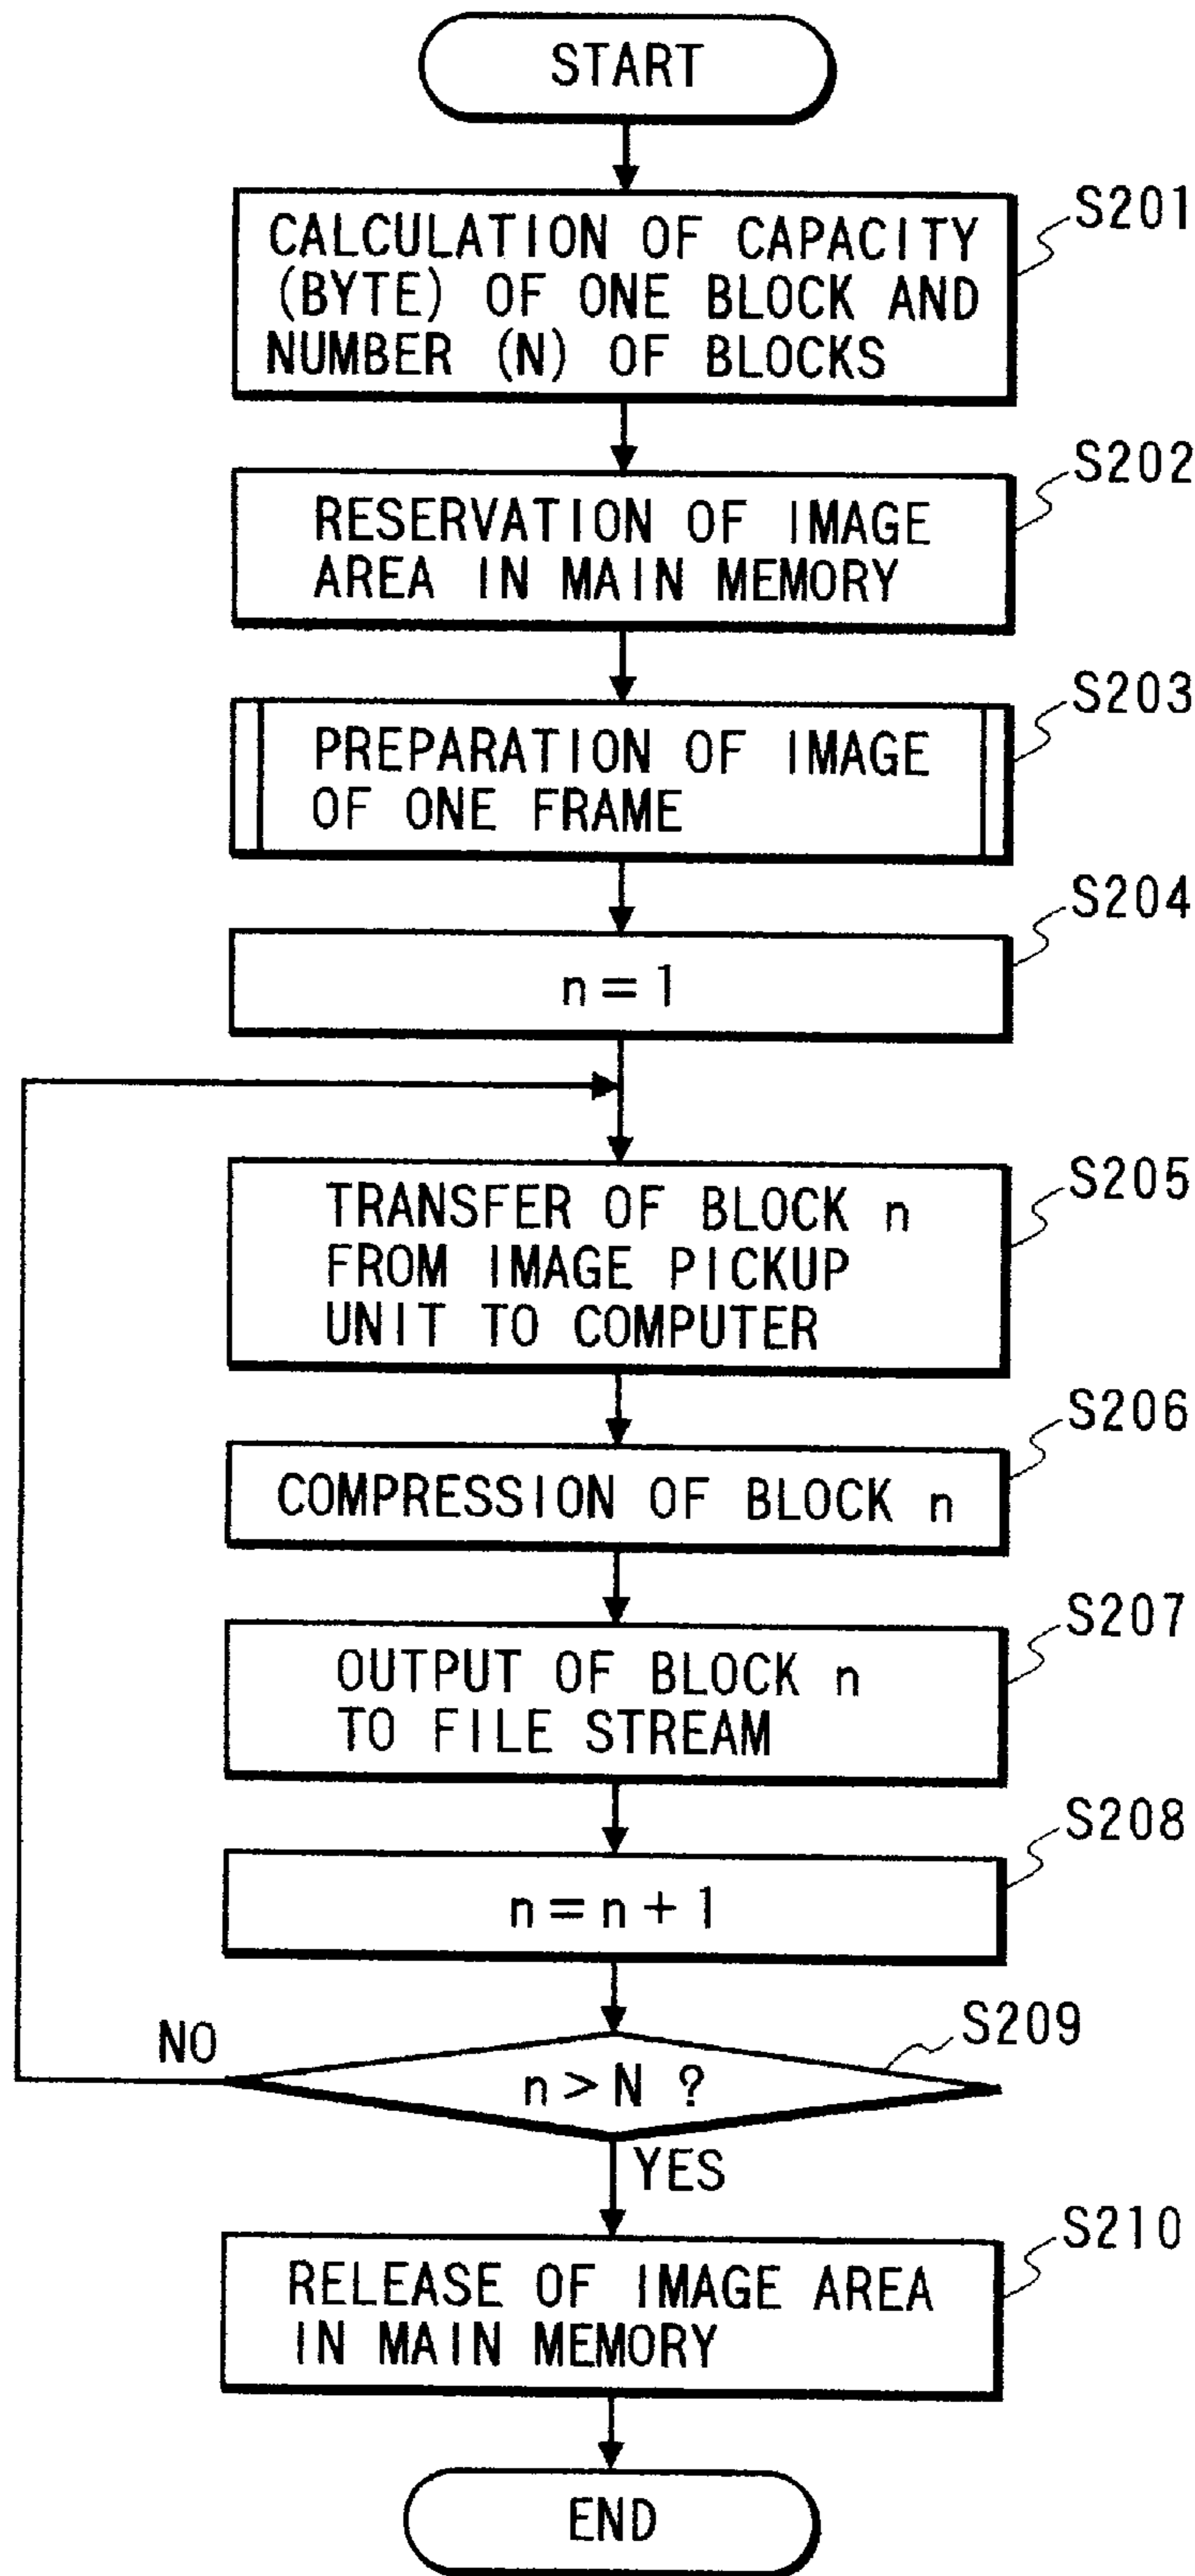 START
S201
CALCULATION OF CAPACITY
(BYTE) OF ONE BLOCK AND
NUMBER (N) OF BLOCKS
S202
RESERVATION OF IMAGE
AREA IN MAIN MEMORY
S203
PREPARATION OF IMAGE
OF ONE FRAME
S204
n = 1
S205
TRANSFER OF BLOCK n
FROM IMAGE PICKUP
UNIT TO COMPUTER
S206
COMPRESSION OF BLOCK n
S207
OUTPUT OF BLOCK n
TO FILE STREAM
S208
n = n + 1
S209
NO
n > N ?
YES
S210
RELEASE OF IMAGE AREA
IN MAIN MEMORY
END